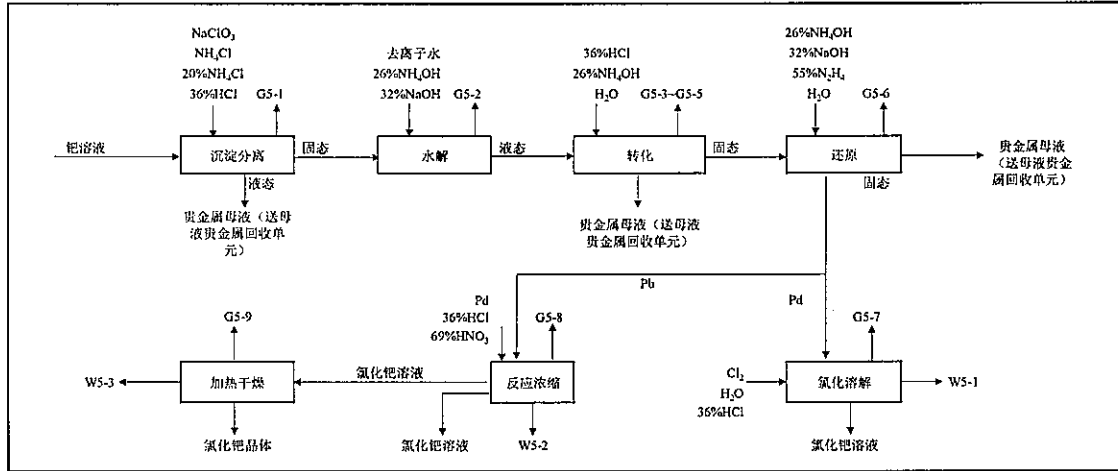 NaClO₃
NH₄Cl
20%NH₄Cl
36%HCl
G5-1
去离子水
26%NH₄OH
32%NaOH
G5-2
36%HCl
26%NH₄OH
H₂O
G5-3~G5-5
26%NH₄OH
32%NaOH
55%N₂H₄
H₂O
G5-6
钯溶液
沉淀分离
固态
水解
液态
转化
固态
还原
固态
贵金属母液
(送母液贵金
属回收单元)
液态
贵金属母液(送母
液贵金属回收单
元)
贵金属母液(送母液
贵金属回收单元)
Pb
Pd
G5-9
Pd
36%HCl
69%HNO₃
G5-8
G5-7
W5-3
加热干燥
氯化钯溶液
反应浓缩
Cl₂
H₂O
36%HCl
氯化溶解
W5-1
氯化钯晶体
氯化钯溶液
W5-2
氯化钯溶液